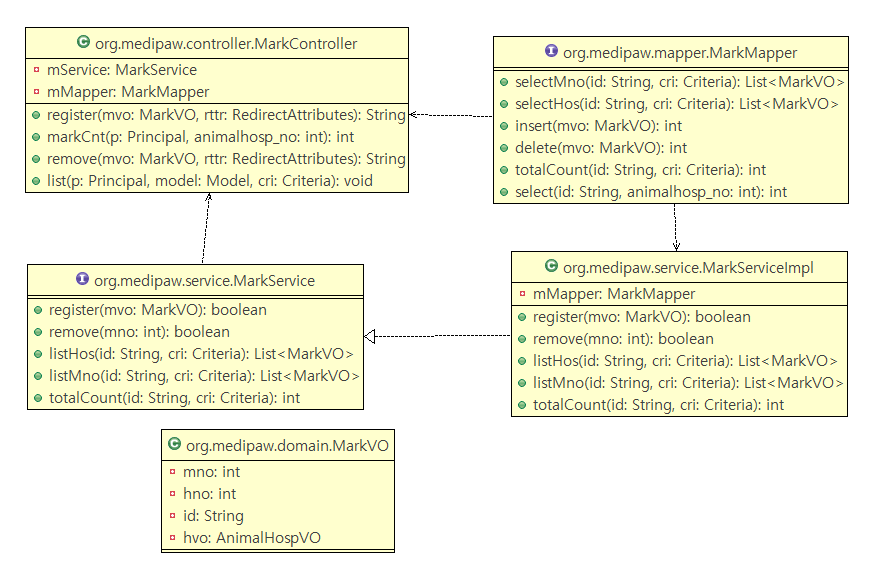 org.medipaw.controller.MarkController
mService: MarkService
mMapper: MarkMapper
register(mvo: MarkVO, rttr: RedirectAttributes): String
markCnt(p: Principal, animalhosp_no: int): int
remove(mvo: MarkVO, rttr: RedirectAttributes): String
list(p: Principal, model: Model, cri: Criteria): void
org.medipaw.mapper.MarkMapper
selectMno(id: String, cri: Criteria): List<MarkVO>
selectHos(id: String, cri: Criteria): List<MarkVO>
insert(mvo: MarkVO): int
delete(mvo: MarkVO): int
totalCount(id: String, cri: Criteria): int
select(id: String, animalhosp_no: int): int
org.medipaw.service.MarkService
register(mvo: MarkVO): boolean
remove(mno: int): boolean
listHos(id: String, cri: Criteria): List<MarkVO>
listMno(id: String, cri: Criteria): List<MarkVO>
totalCount(id: String, cri: Criteria): int
org.medipaw.service.MarkServiceImpl
mMapper: MarkMapper
register(mvo: MarkVO): boolean
remove(mno: int): boolean
listHos(id: String, cri: Criteria): List<MarkVO>
listMno(id: String, cri: Criteria): List<MarkVO>
totalCount(id: String, cri: Criteria): int
org.medipaw.domain.MarkVO
mno: int
hno: int
id: String
hvo: AnimalHospVO